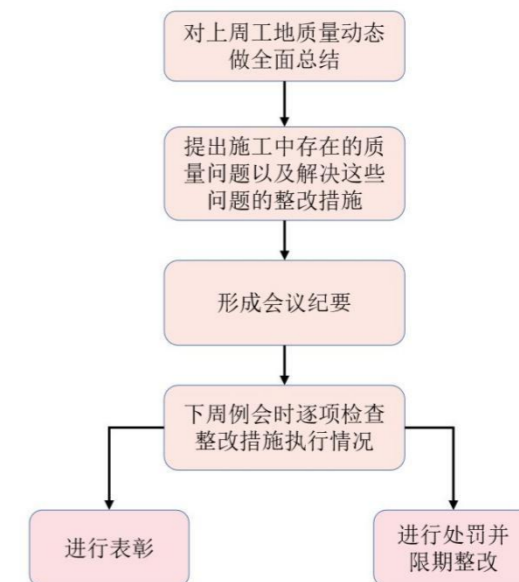 对上周工地质量动态
做全面总结
提出施工中存在的质
量问题以及解决这些
问题的整改措施
形成会议纪要
下周例会时逐项检查
整改措施执行情况
进行表彰
进行处罚并
限期整改